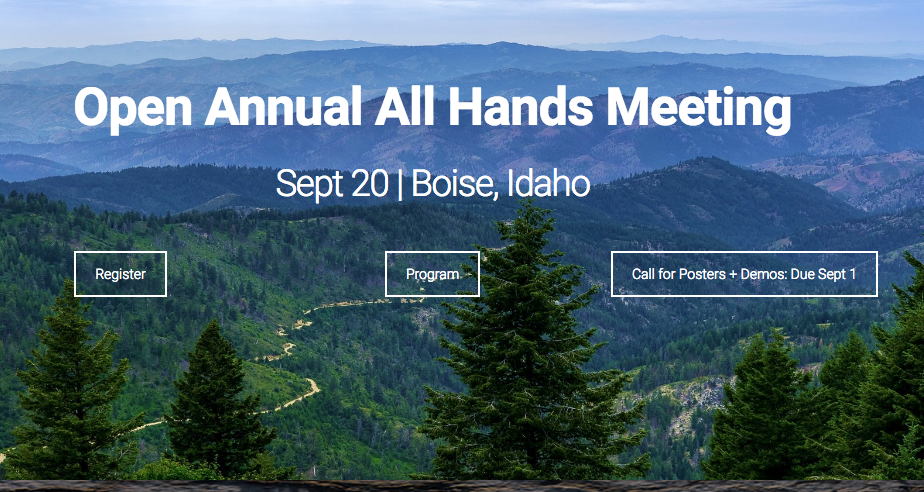 Open Annual All Hands Meeting
Sept 20 | Boise, Idaho
Register
Program
Call for Posters + Demos: Due Sept 1